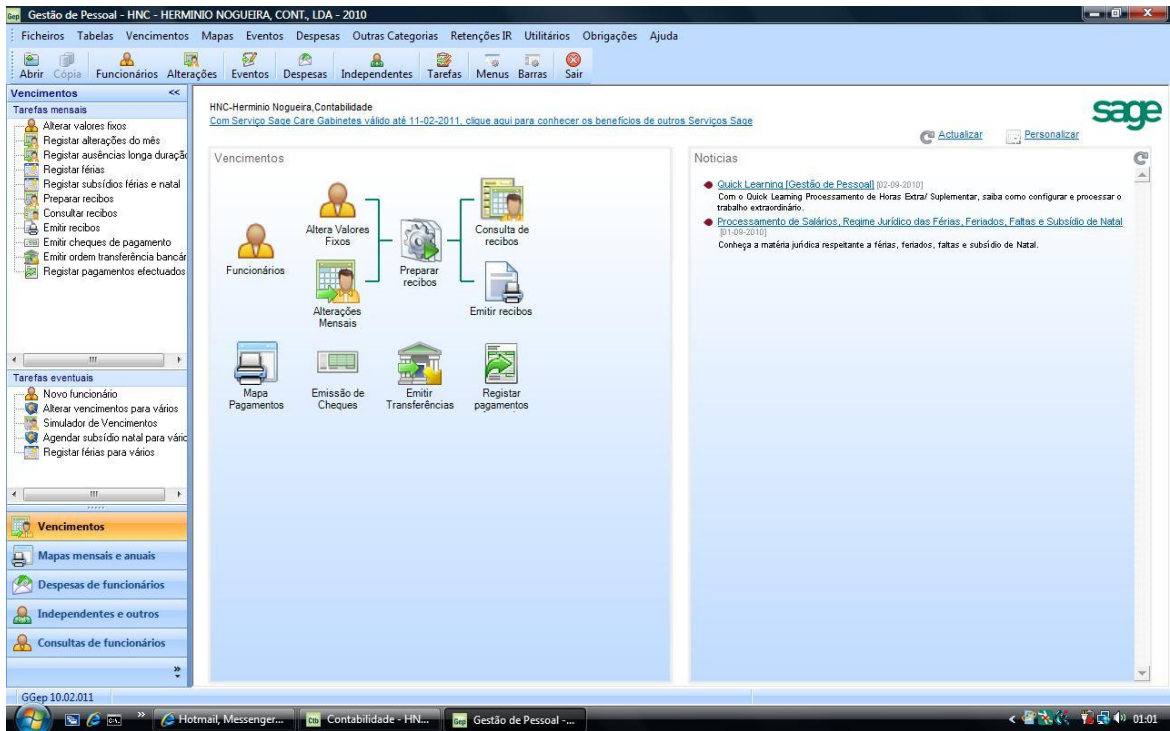 Gep Gestão de Pessoal - HNC - HERMINIO NOGUEIRA, CONT., LDA - 2010
Ficheiros Tabelas Vencimentos Mapas Eventos Despesas Outras Categorias Retenções IR Utilitários Obrigações Ajuda
Abrir Cópia Funcionários Alterações Eventos Despesas Independentes Tarefas Menus Barras Sair
Vencimentos <<
Tarefas mensais
Alterar valores fixos
Registar alterações do mês
Registar ausências longa duração
Registar férias
Registar subsídios férias e natal
Preparar recibos
Consultar recibos
Emitir recibos
Emitir cheques de pagamento
Emitir ordem transferência bancár
Registar pagamentos efectuados
Tarefas eventuais
Novo funcionário
Alterar vencimentos para vários
Simulador de Vencimentos
Agendar subsídio natal para vário
Registar férias para vários
Vencimentos
Mapas mensais e anuais
Despesas de funcionários
Independentes e outros
Consultas de funcionários
HNC-Herminio Nogueira,Contabilidade
Com Serviço Sage Care Gabinetes válido até 11-02-2011, clique aqui para conhecer os benefícios de outros Serviços Sage
sage
Actualizar Personalizar
Vencimentos
Funcionários
Altera Valores
Fixos
Alterações
Mensais
Preparar
recibos
Consulta de
recibos
Emitir recibos
Mapa
Pagamentos
Emissão de
Cheques
Emitir
Transferências
Registar
pagamentos
Noticias
Quick Learning [Gestão de Pessoal] [02-09-2010]
Com o Quick Learning Processamento de Horas Extra/ Suplementar, saiba como configurar e processar o
trabalho extraordinário.
Processamento de Salários, Regime Jurídico das Férias, Feriados, Faltas e Subsídio de Natal
[01-09-2010]
Conheça a matéria jurídica respeitante a férias, feriados, faltas e subsídio de Natal.
GGep 10.02.011
Hotmail, Messenger... Ctb Contabilidade - HN... Gep Gestão de Pessoal -... 01:01